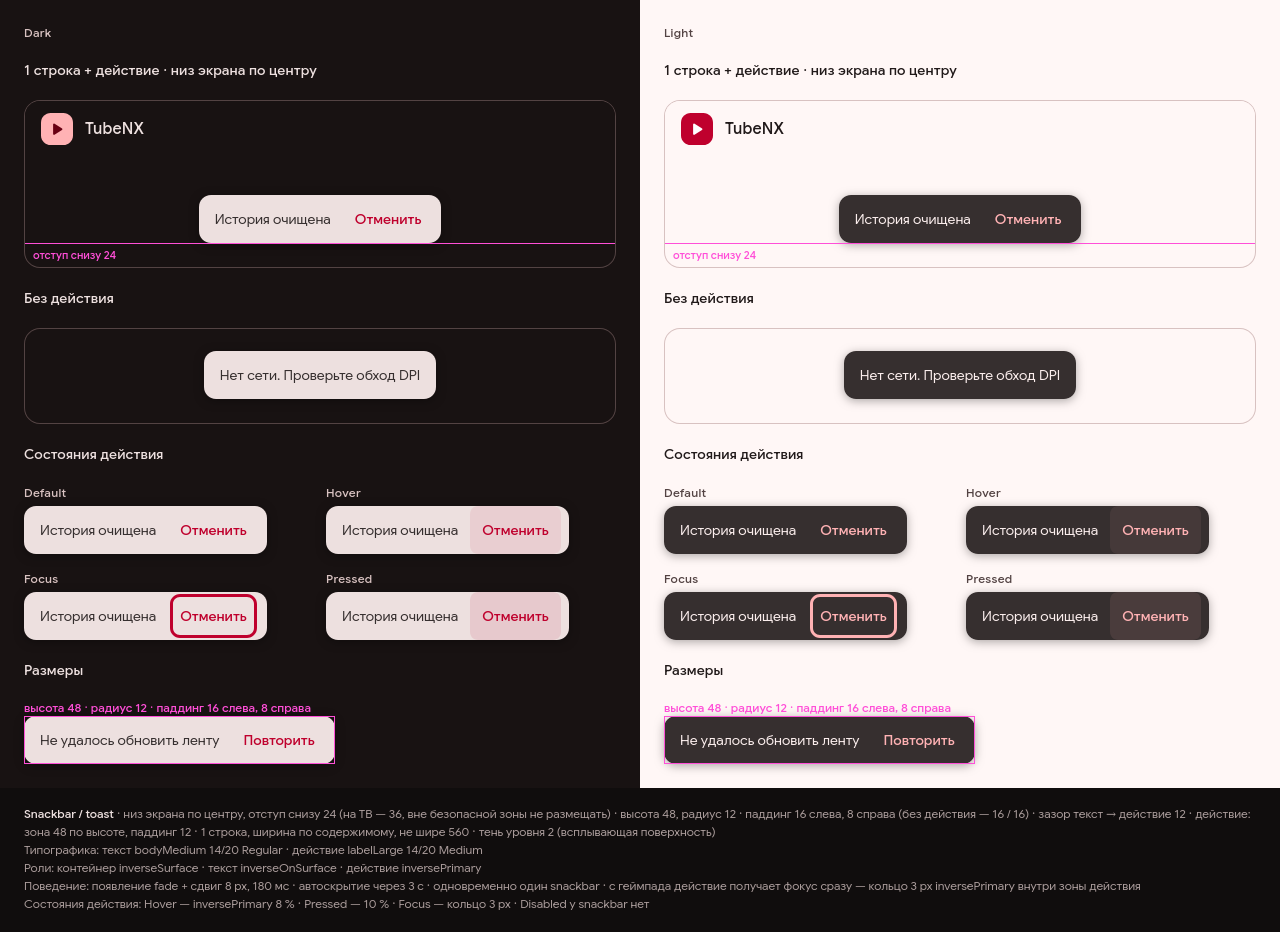 Dark
1 строка + действие · низ экрана по центру
TubeNX
История очищена Отменить
отступ снизу 24
Без действия
Нет сети. Проверьте обход DPI
Состояния действия
Default Hover
История очищена Отменить История очищена Отменить
Focus Pressed
История очищена Отменить История очищена Отменить
Размеры
высота 48 · радиус 12 · паддинг 16 слева, 8 справа
Не удалось обновить ленту Повторить
Light
1 строка + действие · низ экрана по центру
TubeNX
История очищена Отменить
отступ снизу 24
Без действия
Нет сети. Проверьте обход DPI
Состояния действия
Default Hover
История очищена Отменить История очищена Отменить
Focus Pressed
История очищена Отменить История очищена Отменить
Размеры
высота 48 · радиус 12 · паддинг 16 слева, 8 справа
Не удалось обновить ленту Повторить
Snackbar / toast · низ экрана по центру, отступ снизу 24 (на ТВ — 36, вне безопасной зоны не размещать) · высота 48, радиус 12 · паддинг 16 слева, 8 справа (без действия — 16 / 16) · зазор текст → действие 12 · действие:
зона 48 по высоте, паддинг 12 · 1 строка, ширина по содержимому, не шире 560 · тень уровня 2 (всплывающая поверхность)
Типографика: текст bodyMedium 14/20 Regular · действие labelLarge 14/20 Medium
Роли: контейнер inverseSurface · текст inverseOnSurface · действие inversePrimary
Поведение: появление fade + сдвиг 8 px, 180 мс · автоскрытие через 3 с · одновременно один snackbar · с геймпада действие получает фокус сразу — кольцо 3 px inversePrimary внутри зоны действия
Состояния действия: Hover — inversePrimary 8 % · Pressed — 10 % · Focus — кольцо 3 px · Disabled у snackbar нет